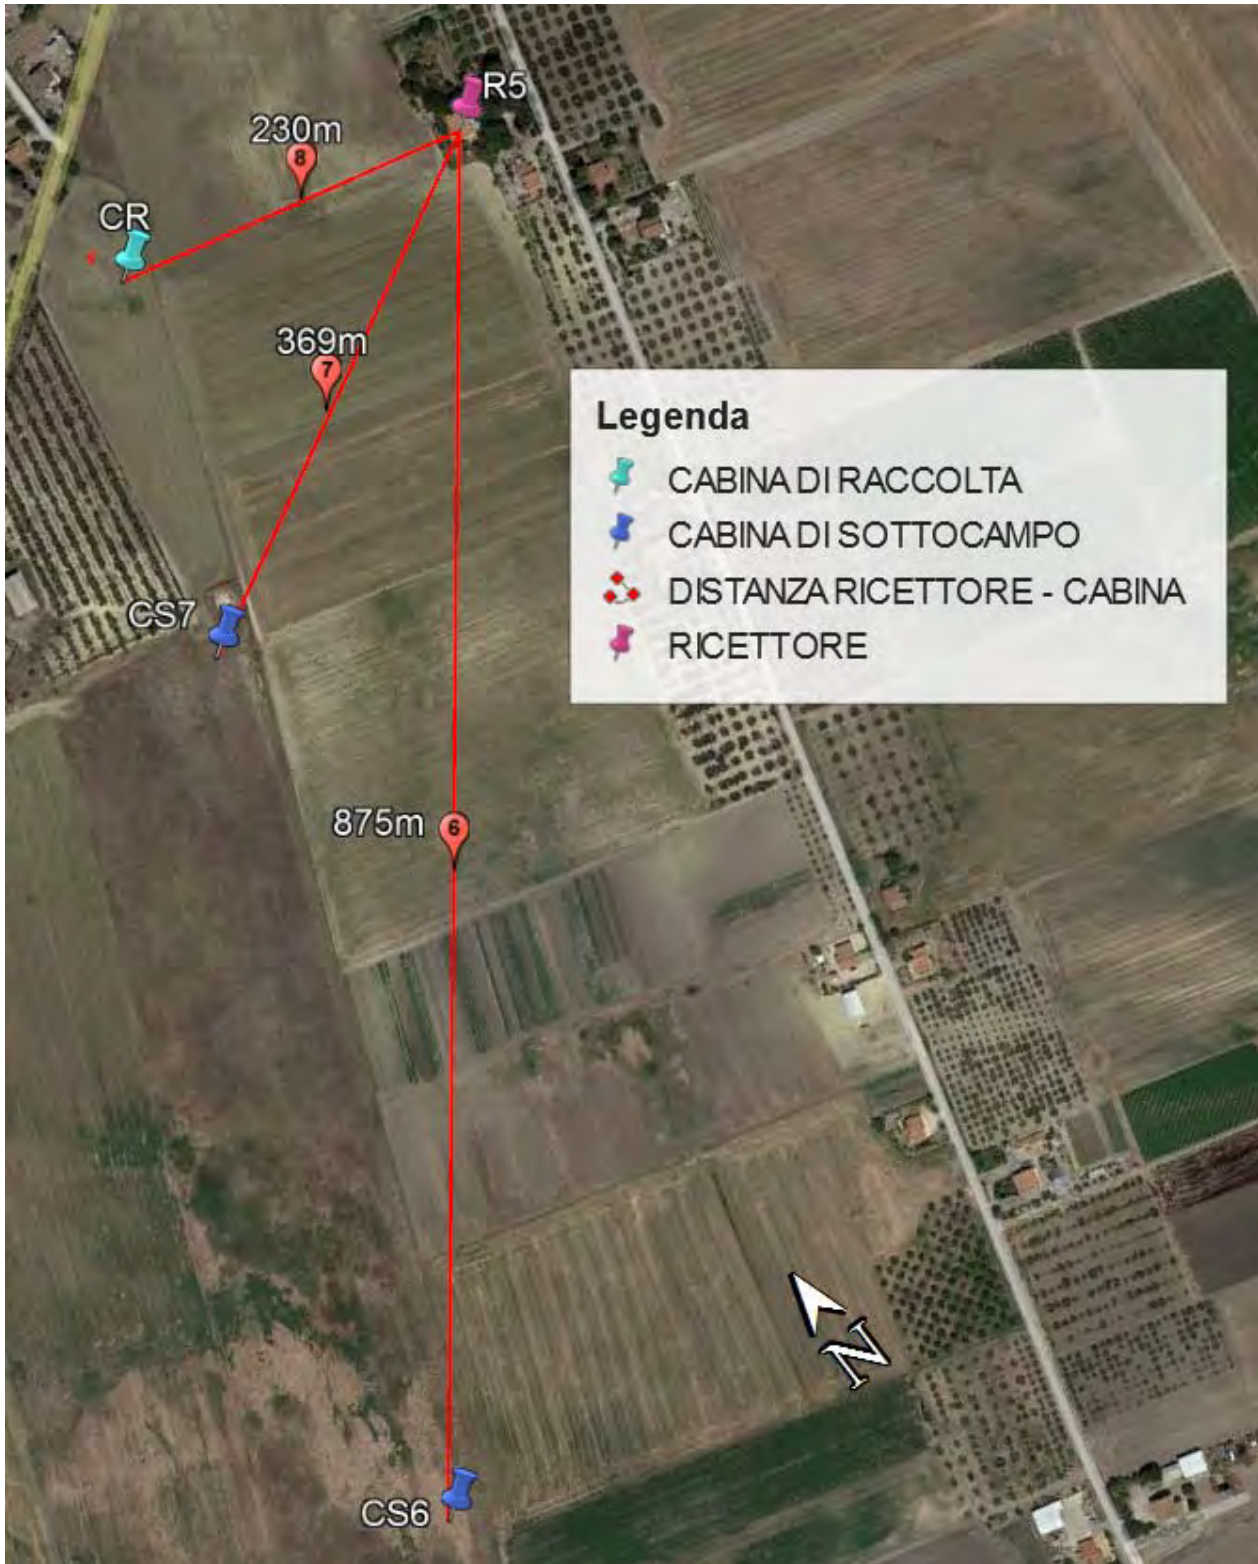 R5
230m
8
CR
369m
7
Legenda
CABINA DI RACCOLTA
CABINA DI SOTTOCAMPO
DISTANZA RICETTORE - CABINA
RICETTORE
CS7
875m
6
N
CS6